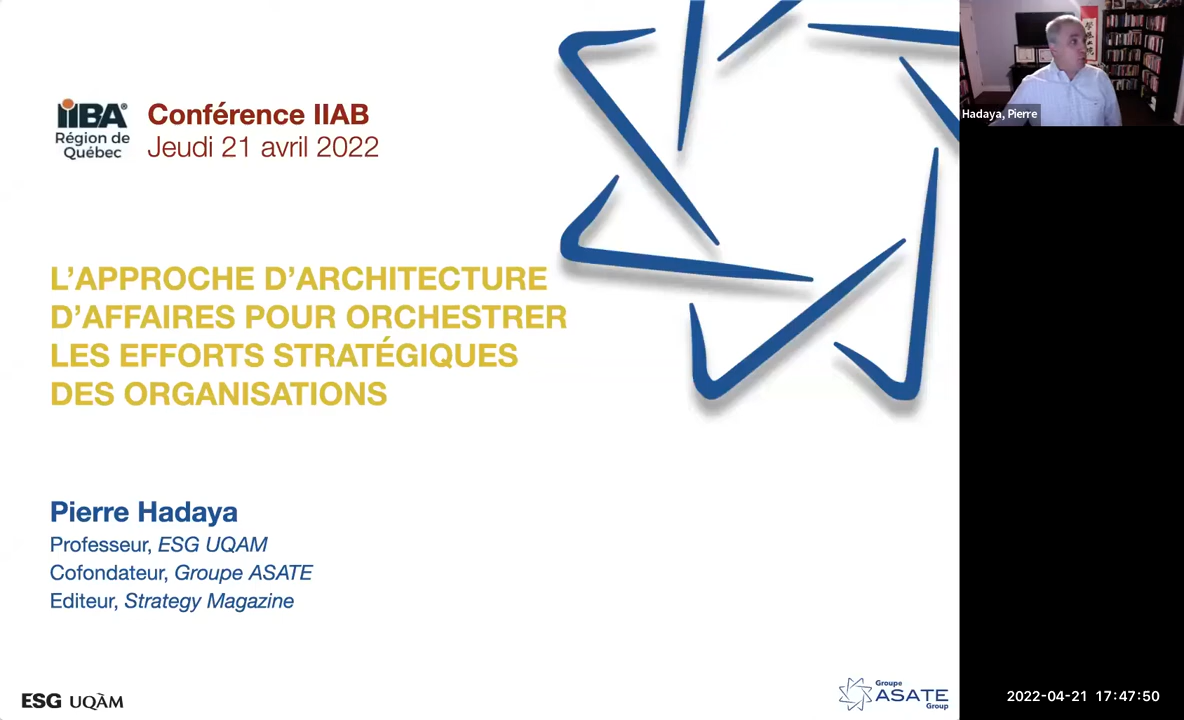 iiBA®
Région de
Québec
Conférence IIAB
Jeudi 21 avril 2022
L'APPROCHE D'ARCHITECTURE
D'AFFAIRES POUR ORCHESTRER
LES EFFORTS STRATÉGIQUES
DES ORGANISATIONS
Pierre Hadaya
Professeur, ESG UQAM
Cofondateur, Groupe ASATE
Editeur, Strategy Magazine
ESG UQÀM
Groupe
ASATE
Group
Hadaya, Pierre
2022-04-21 17:47:50